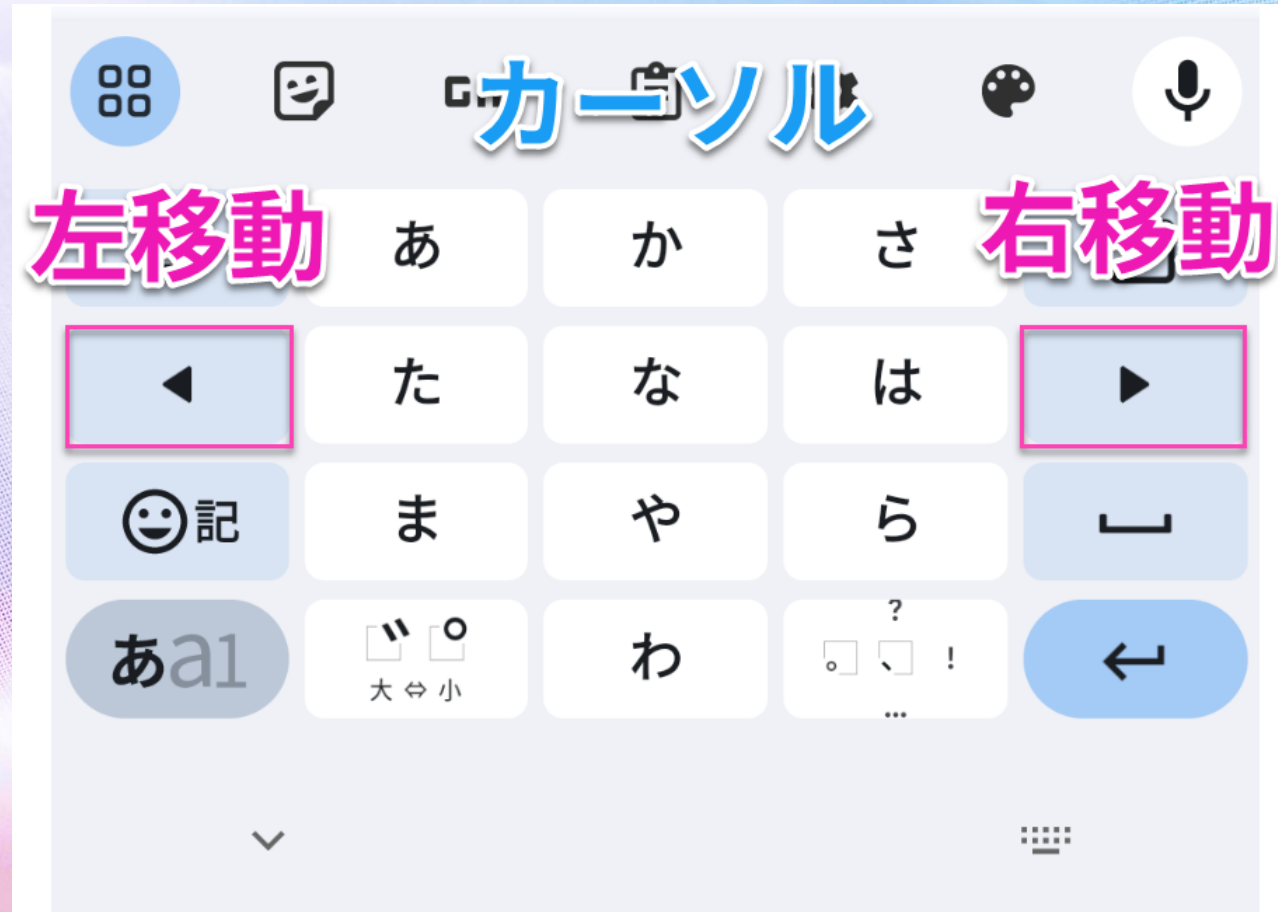 カーソル
左移動
右移動
あ か さ
た な は
記 ま や ら
あa1
大 ⇔ 小
わ
?
。 、 !
…